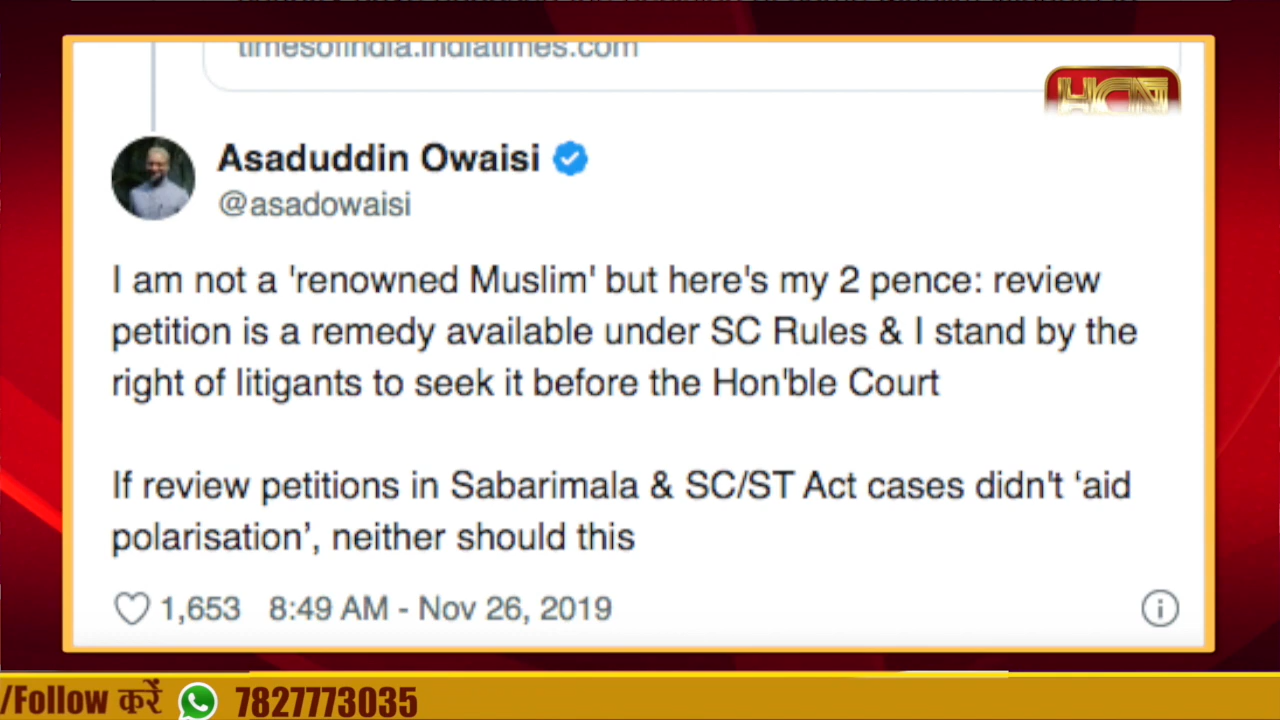 timesofindia.indiatimes.com
HCN
Asaduddin Owaisi
@asadowaisi
I am not a 'renowned Muslim' but here's my 2 pence: review
petition is a remedy available under SC Rules & I stand by the
right of litigants to seek it before the Hon'ble Court
If review petitions in Sabarimala & SC/ST Act cases didn't ‘aid
polarisation’, neither should this
1,653 8:49 AM - Nov 26, 2019
/Follow करें 7827773035